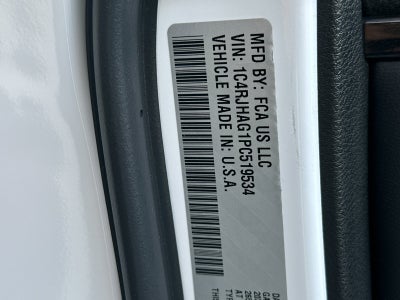 MFD BY: FCA US LLC
VIN: 1C4RJHAG1PC519534
VEHICLE MADE IN U.S.A.